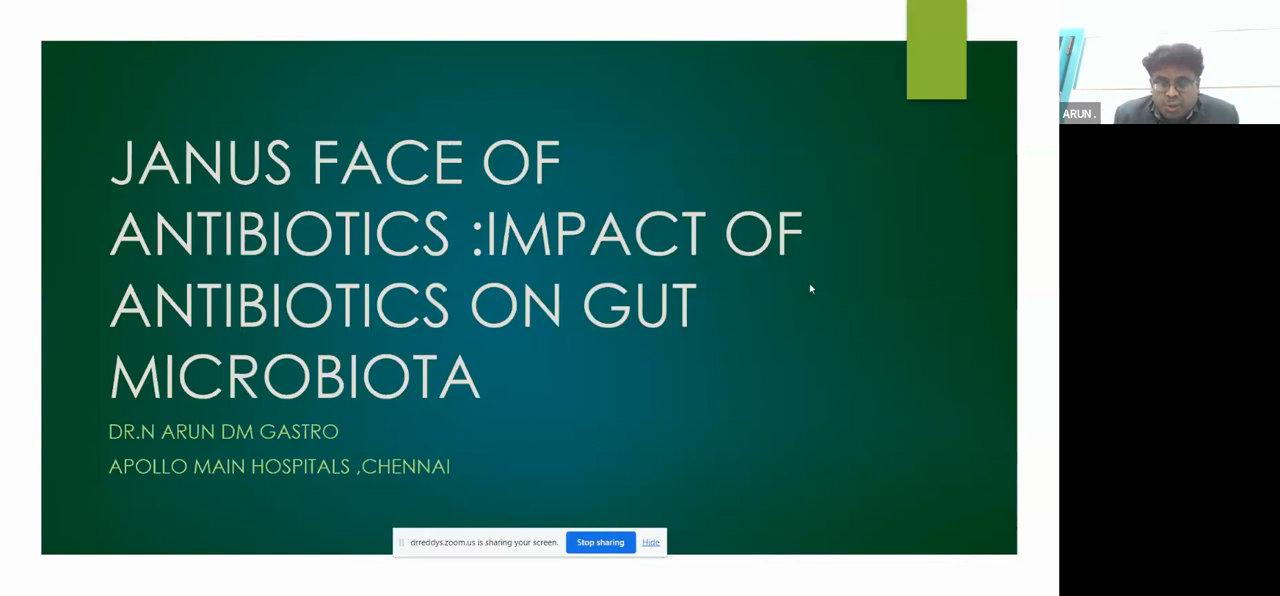 JANUS FACE OF
ANTIBIOTICS :IMPACT OF
ANTIBIOTICS ON GUT
MICROBIOTA
DR.N ARUN DM GASTRO
APOLLO MAIN HOSPITALS ,CHENNAI
drreddys.zoom.us is sharing your screen. Stop sharing Hide
ARUN .